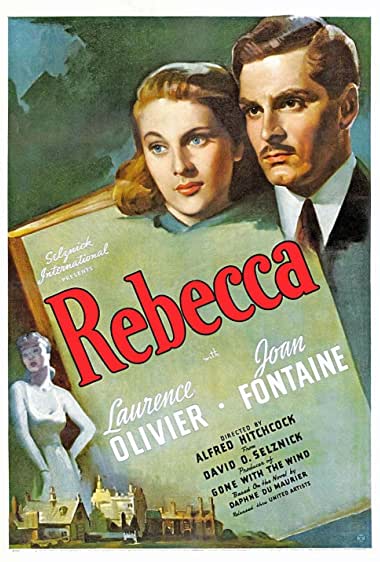 Selznick
International
PRESENTS
Rebecca
with
Laurence Joan
OLIVIER · FONTAINE
DIRECTED BY
ALFRED HITCHCOCK
From
DAVID O. SELZNICK
Producer of
GONE WITH THE WIND
Based on the Novel by
DAPHNE DU MAURIER
Released thru UNITED ARTISTS